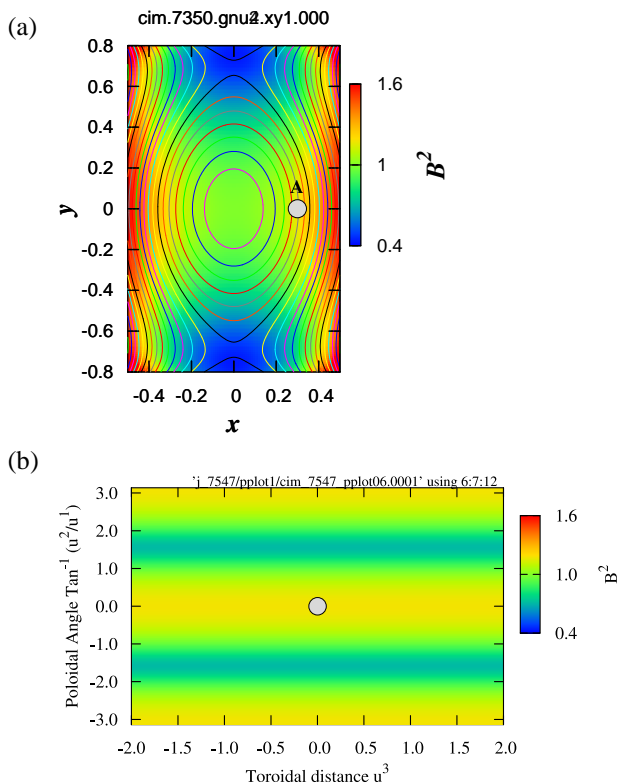 cim.7350.gnu2.xy1.000
(a)
0.8
0.6
0.4
0.2
0
-0.2
-0.4
-0.6
-0.8
y
A
-0.4 -0.2 0 0.2 0.4
x
1.6
1
0.4
B²
(b)
'j_7547/pplot1/cim_7547_pplot06.0001' using 6:7:12
3.0
2.0
1.0
0.0
-1.0
-2.0
-3.0
Poloidal Angle Tan⁻¹ (u²/u¹)
-2.0 -1.5 -1.0 -0.5 0.0 0.5 1.0 1.5 2.0
Toroidal distance u³
1.6
1.0
0.4
B²